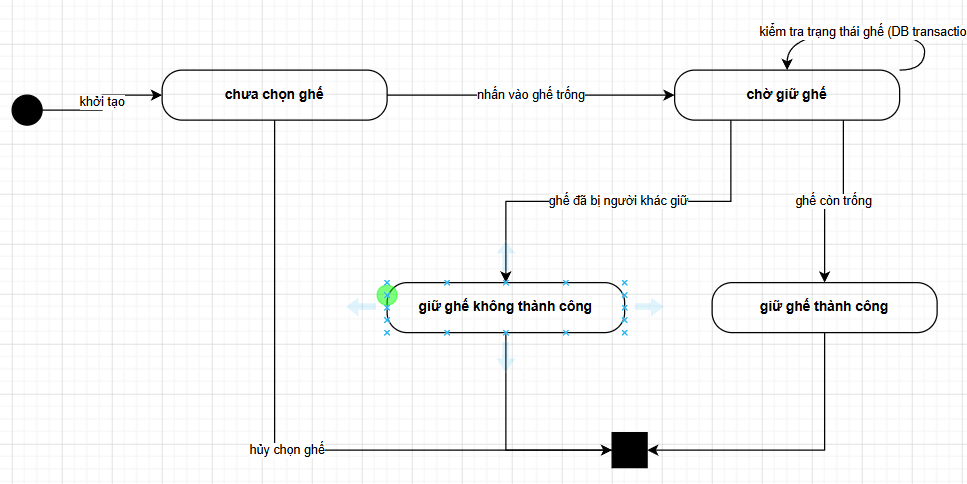 kiểm tra trạng thái ghế (DB transactio
khởi tạo
chưa chọn ghế
nhấn vào ghế trống
chờ giữ ghế
ghế đã bị người khác giữ
ghế còn trống
giữ ghế không thành công
giữ ghế thành công
hủy chọn ghế